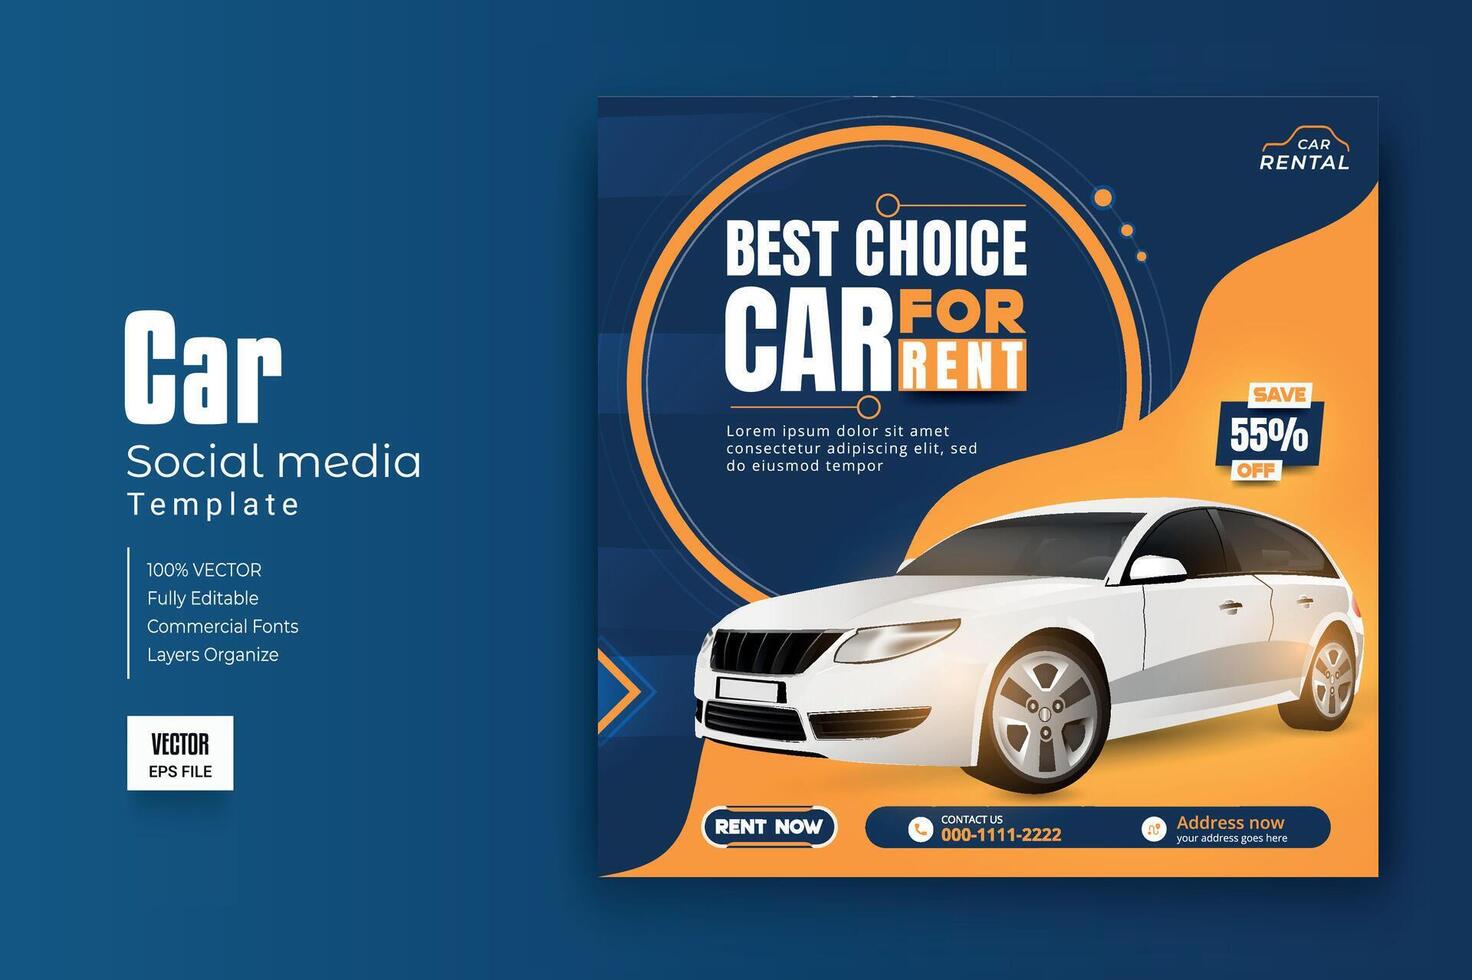 Car
Social media
Template
100% VECTOR
Fully Editable
Commercial Fonts
Layers Organize
VECTOR
EPS FILE
CAR
RENTAL
BEST CHOICE
CAR FOR
RENT
Lorem ipsum dolor sit amet,
consectetur adipiscing elit, sed
do eiusmod tempor
SAVE
55%
OFF
RENT NOW
CONTACT US
000-1111-2222
Address now
your address goes here